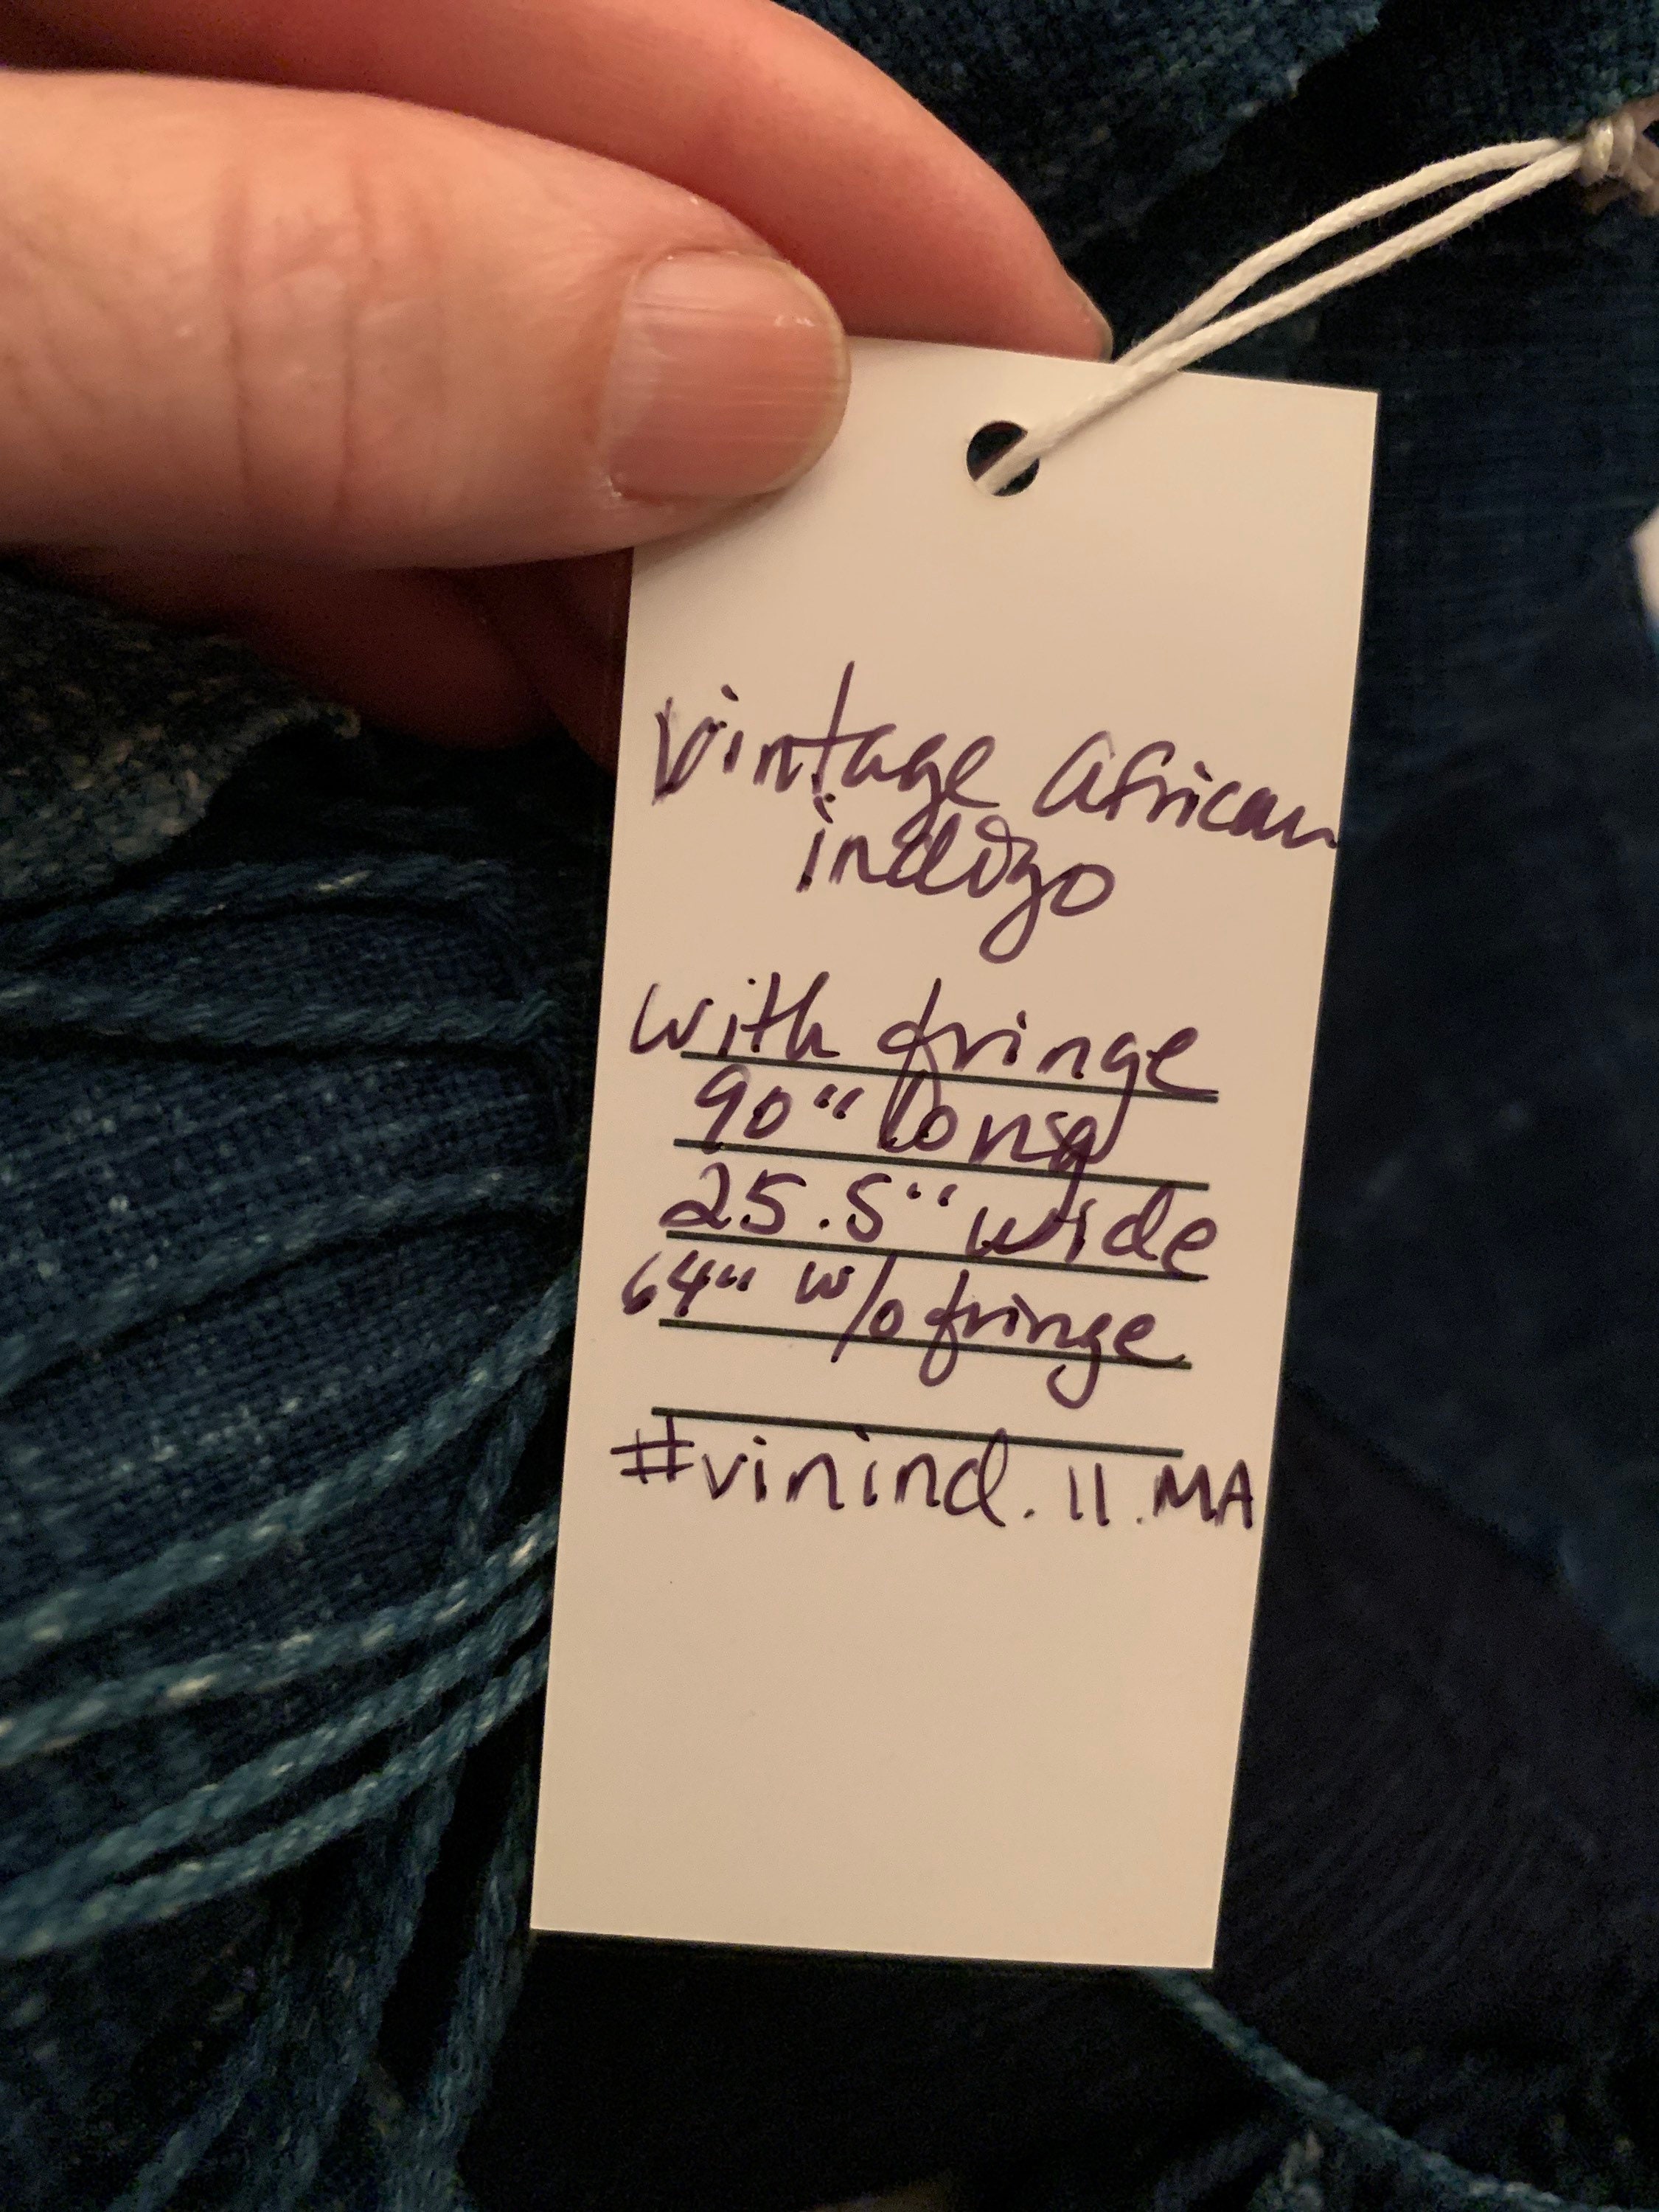 Vintage African
indigo
with fringe
90" long
25.5" wide
64" w/o fringe
#vinind.11.MA